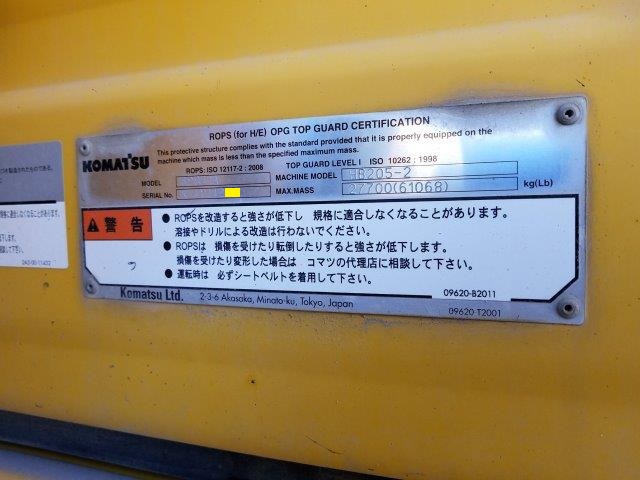 ROPS (for H/E) OPG TOP GUARD CERTIFICATION
This protective structure complies with the standard provided that it is properly equipped on the
machine which mass is less than the specified maximum mass.
KOMATSU
ROPS: ISO 12117-2 : 2008
TOP GUARD LEVEL I ISO 10262 : 1998
MODEL
MACHINE MODEL HB205-2
SERIAL No.
MAX.MASS 27700(61068) kg(Lb)
警告
● ROPSを改造すると強さが低下し 規格に適合しなくなることがあります。
溶接やドリルによる改造は行わないでください。
● ROPSは 損傷を受けたり転倒したりすると強さが低下します。
損傷を受けたり変形した場合は コマツの代理店に相談して下さい。
● 運転時は 必ずシートベルトを着用して下さい。
09620-B2011
Komatsu Ltd. 2-3-6 Akasaka, Minato-ku, Tokyo, Japan
09620 T2001